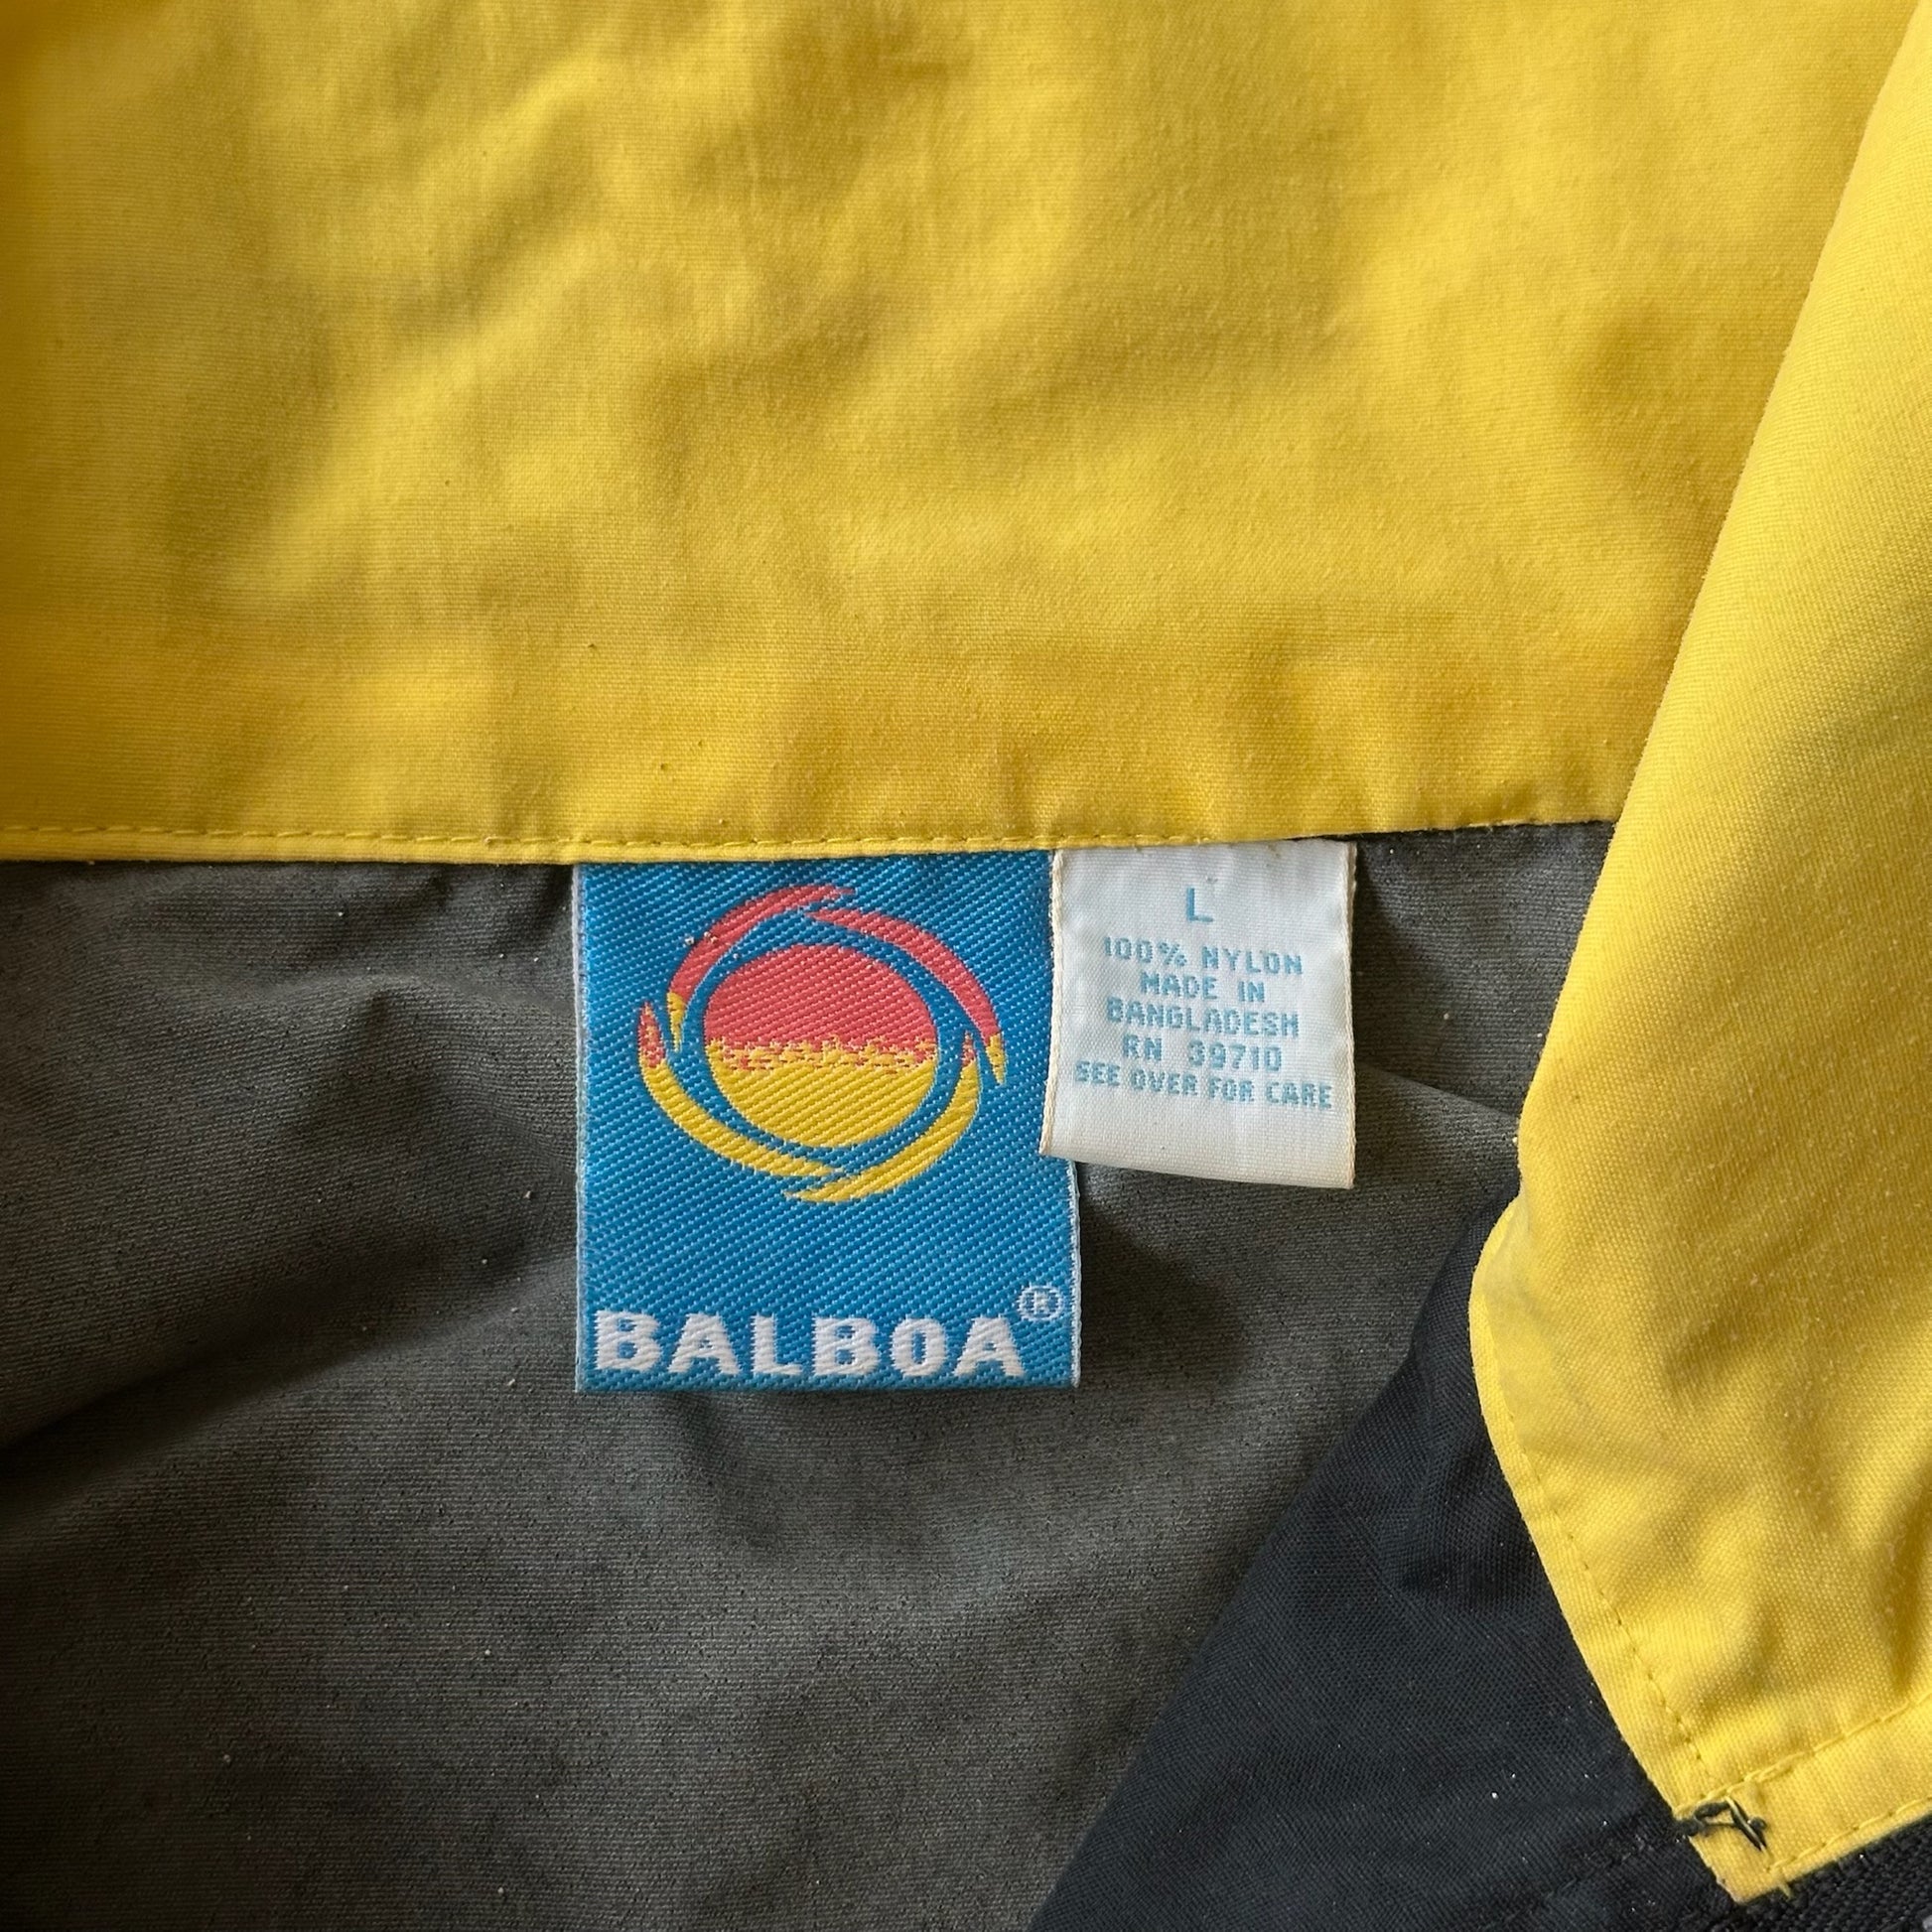 BALBOA®
L
100% NYLON
MADE IN
BANGLADESH
RN 39710
SEE OVER FOR CARE